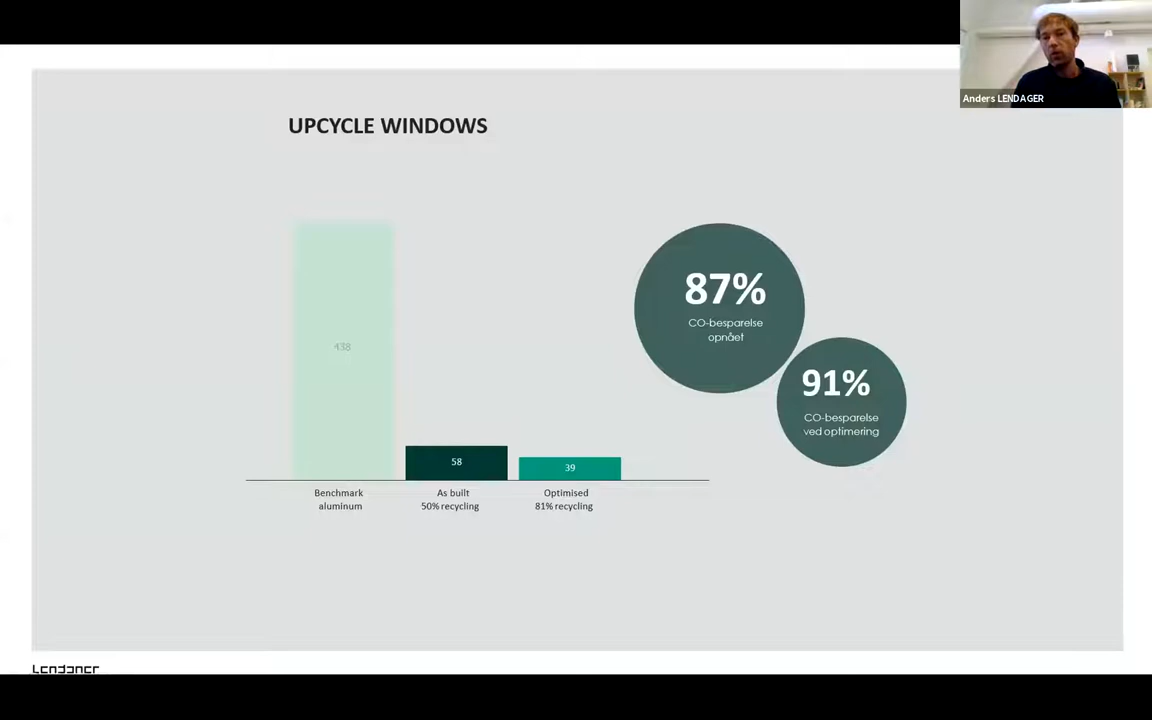 Anders LENDAGER
UPCYCLE WINDOWS
438
58
39
Benchmark
aluminum
As built
50% recycling
Optimised
81% recycling
87%
CO-besparelse
opnået
91%
CO-besparelse
ved optimering
Lendager